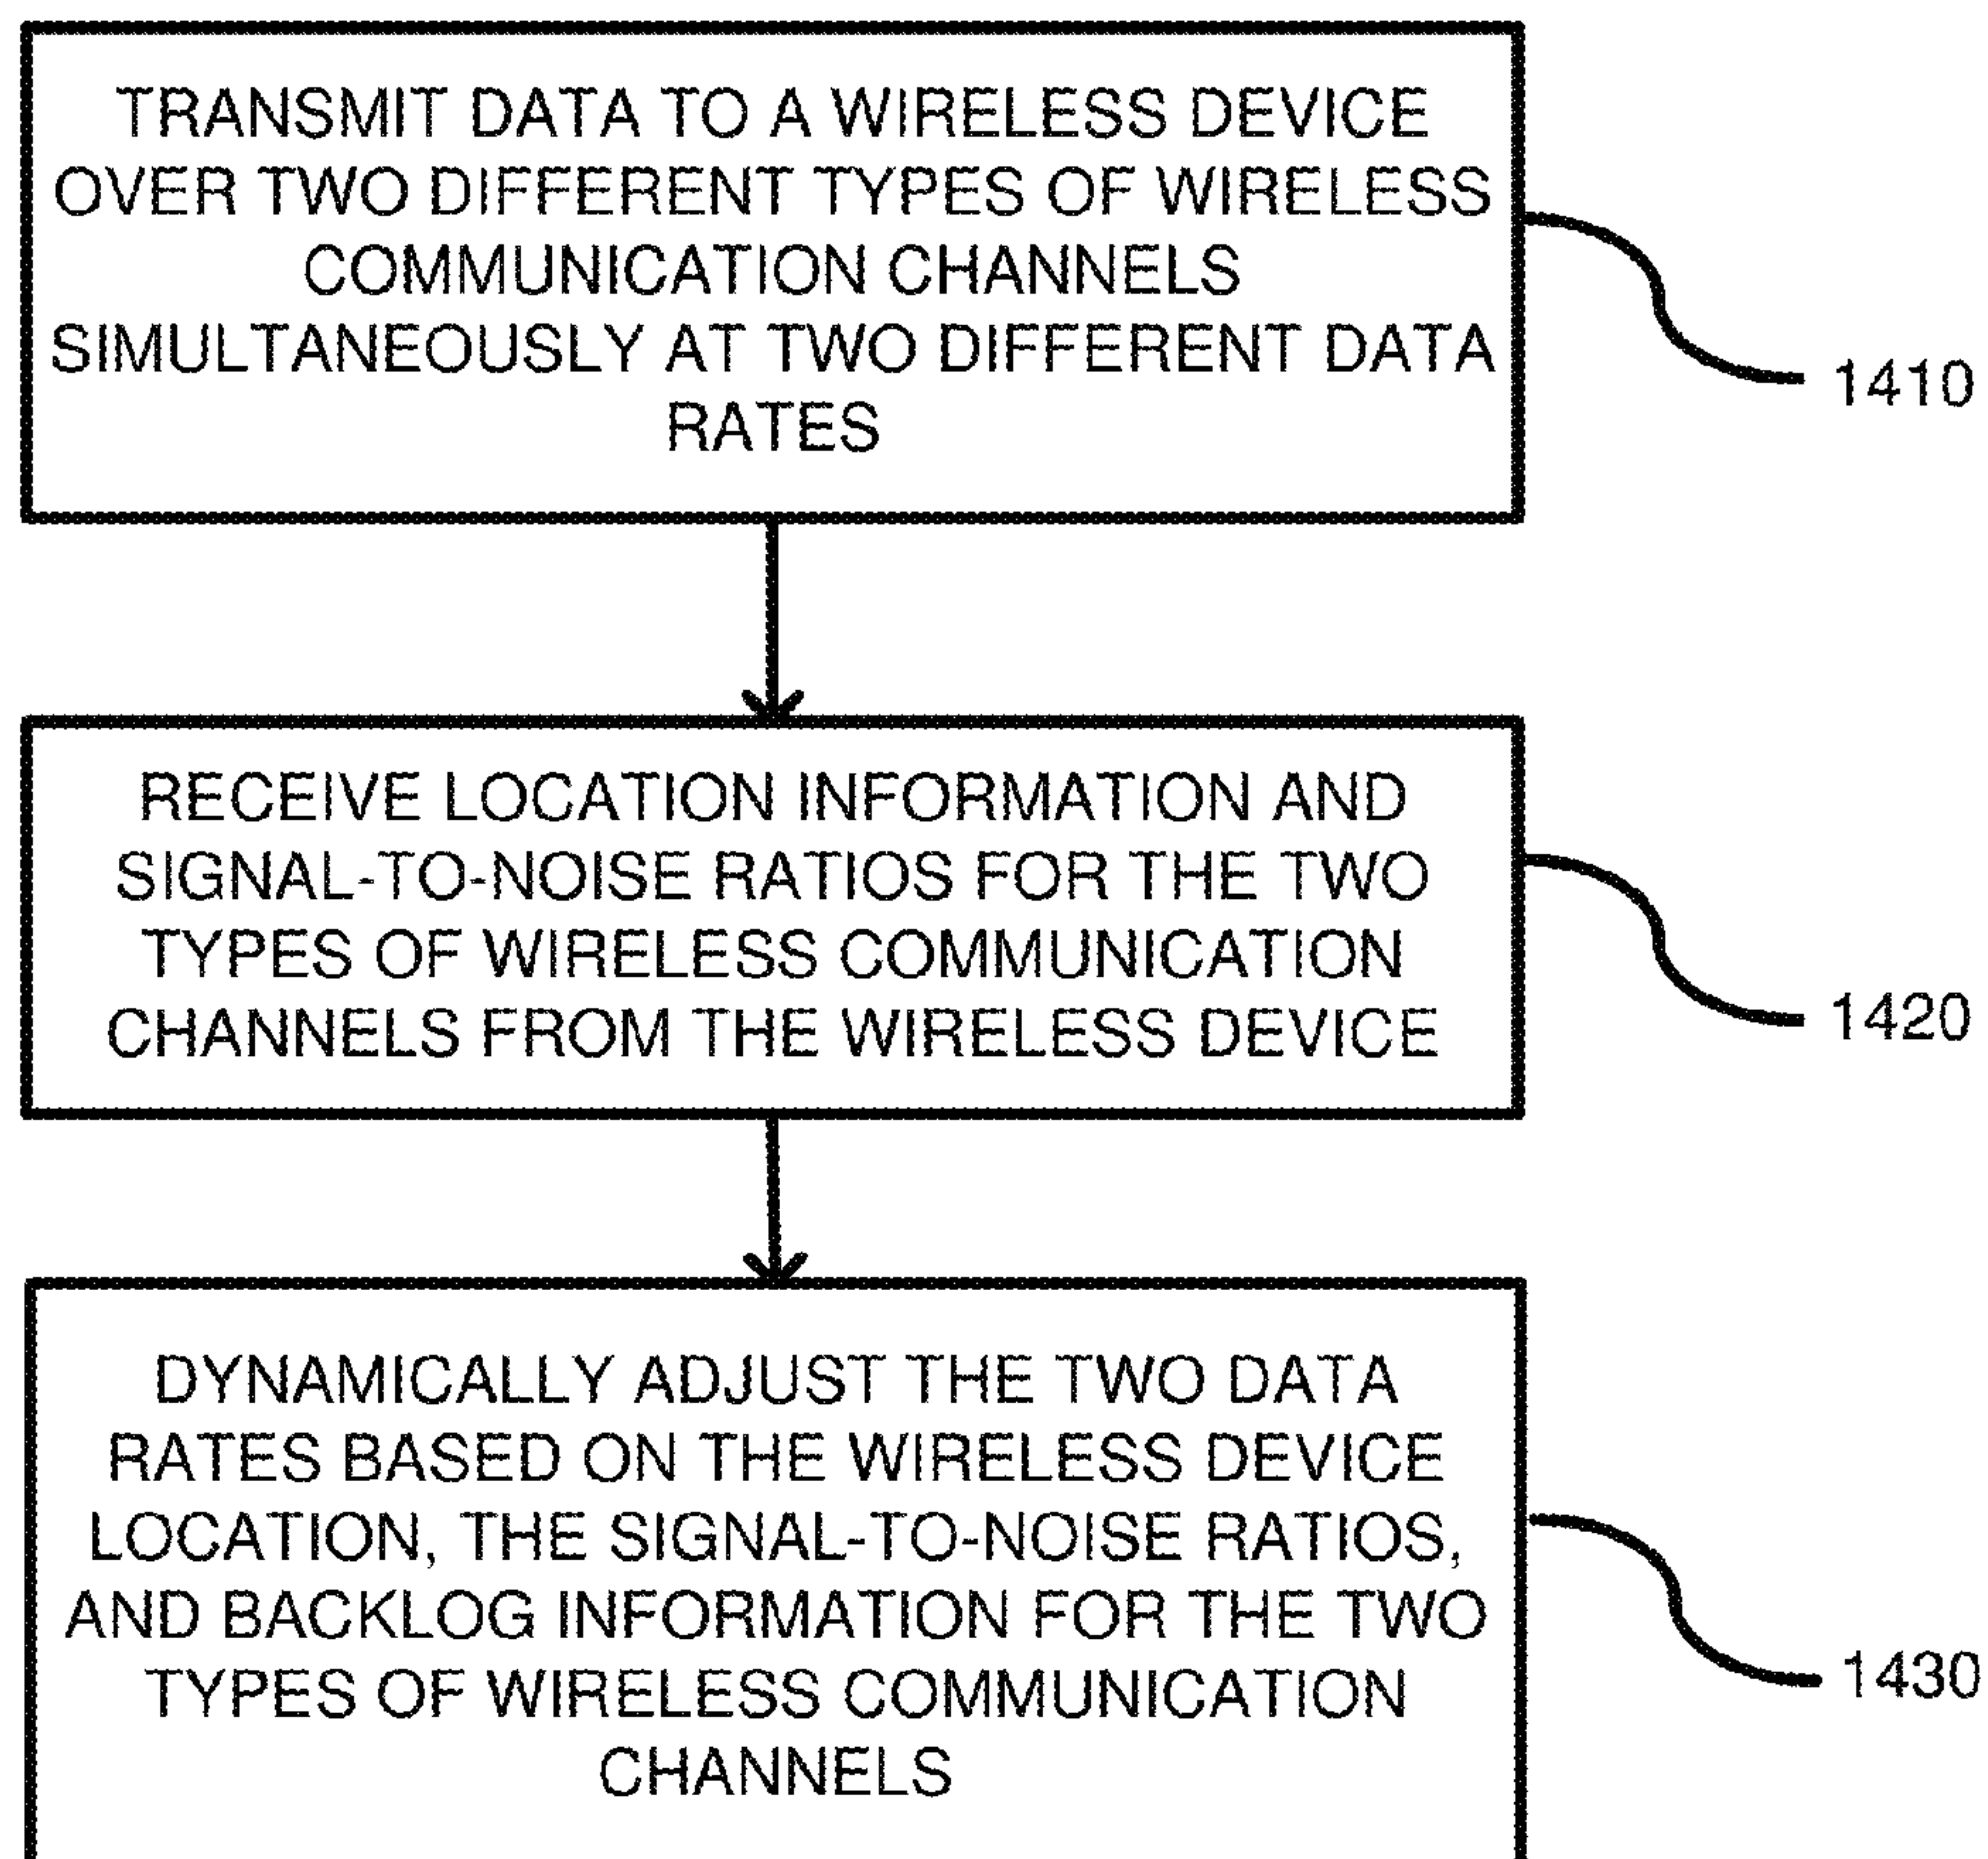 TRANSMIT DATA TO A WIRELESS DEVICE
OVER TWO DIFFERENT TYPES OF WIRELESS
COMMUNICATION CHANNELS
SIMULTANEOUSLY AT TWO DIFFERENT DATA
RATES
1410
RECEIVE LOCATION INFORMATION AND
SIGNAL-TO-NOISE RATIOS FOR THE TWO
TYPES OF WIRELESS COMMUNICATION
CHANNELS FROM THE WIRELESS DEVICE
1420
DYNAMICALLY ADJUST THE TWO DATA
RATES BASED ON THE WIRELESS DEVICE
LOCATION, THE SIGNAL-TO-NOISE RATIOS,
AND BACKLOG INFORMATION FOR THE TWO
TYPES OF WIRELESS COMMUNICATION
CHANNELS
1430